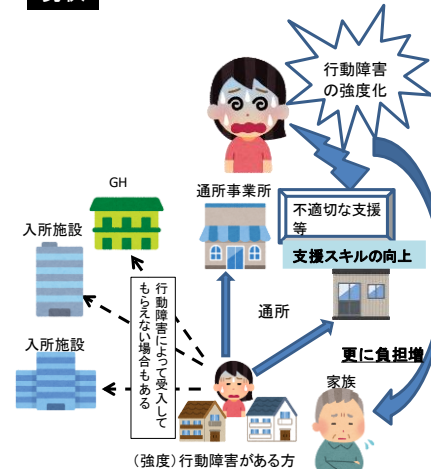 行動障害
の強度化
GH
通所事業所
不適切な支援
等
入所施設
支援スキルの向上
行動障害によって受入して
もらえない場合もある
通所
入所施設
更に負担増
家族
(強度)行動障害がある方